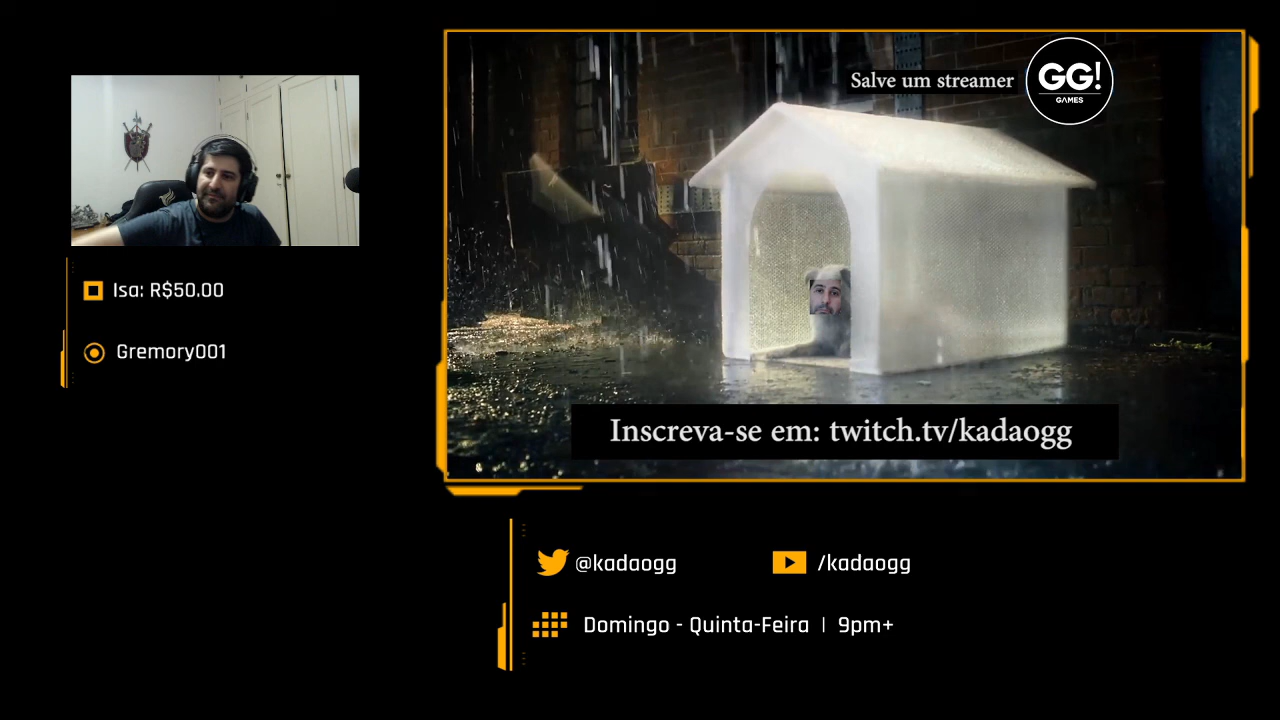 Salve um streamer
GG!
GAMES
Isa: R$50.00
Gremory001
Inscreva-se em: twitch.tv/kadaogg
@kadaogg
/kadaogg
Domingo - Quinta-Feira | 9pm+